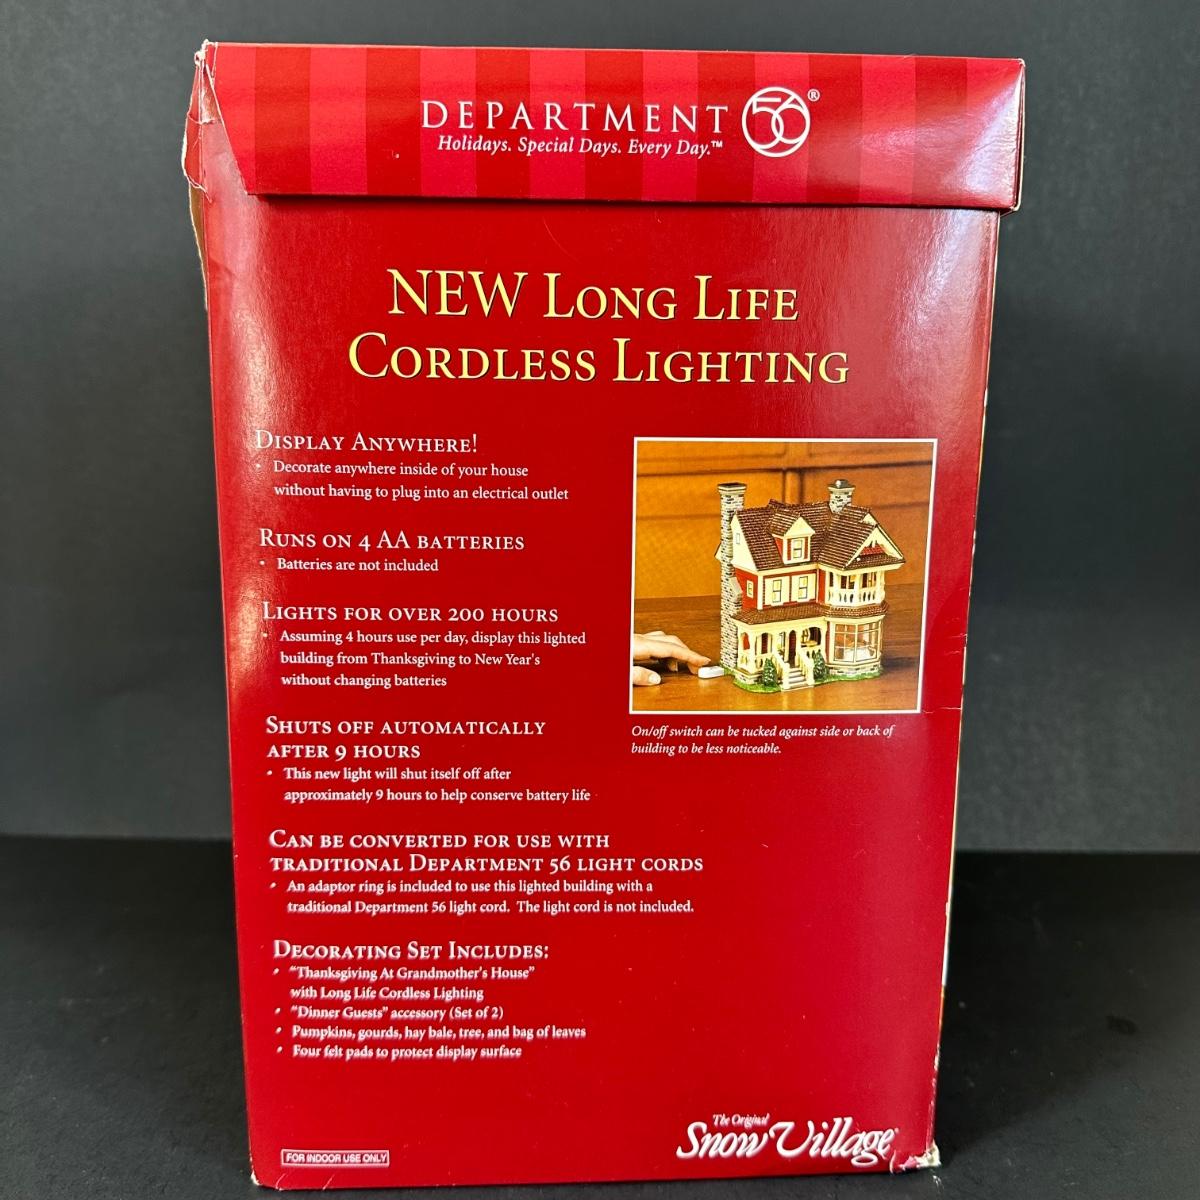 DEPARTMENT 56®
Holidays. Special Days. Every Day.™
NEW LONG LIFE
CORDLESS LIGHTING
DISPLAY ANYWHERE!
• Decorate anywhere inside of your house
without having to plug into an electrical outlet
RUNS ON 4 AA BATTERIES
• Batteries are not included
LIGHTS FOR OVER 200 HOURS
• Assuming 4 hours use per day, display this lighted
building from Thanksgiving to New Year's
without changing batteries
SHUTS OFF AUTOMATICALLY
AFTER 9 HOURS
• This new light will shut itself off after
approximately 9 hours to help conserve battery life
On/off switch can be tucked against side or back of
building to be less noticeable.
CAN BE CONVERTED FOR USE WITH
TRADITIONAL DEPARTMENT 56 LIGHT CORDS
• An adaptor ring is included to use this lighted building with a
traditional Department 56 light cord. The light cord is not included.
DECORATING SET INCLUDES:
• "Thanksgiving At Grandmother's House"
with Long Life Cordless Lighting
• "Dinner Guests" accessory (Set of 2)
• Pumpkins, gourds, hay bale, tree, and bag of leaves
• Four felt pads to protect display surface
FOR INDOOR USE ONLY
The Original
Snow Village